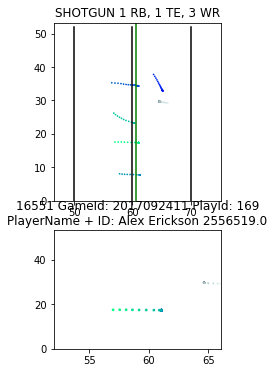 SHOTGUN 1 RB, 1 TE, 3 WR
50
40
30
20
10
0
50 60 70
16551 GameId: 2017092411 PlayId: 169
PlayerName + ID: Alex Erickson 2556519.0
40
20
0
55 60 65